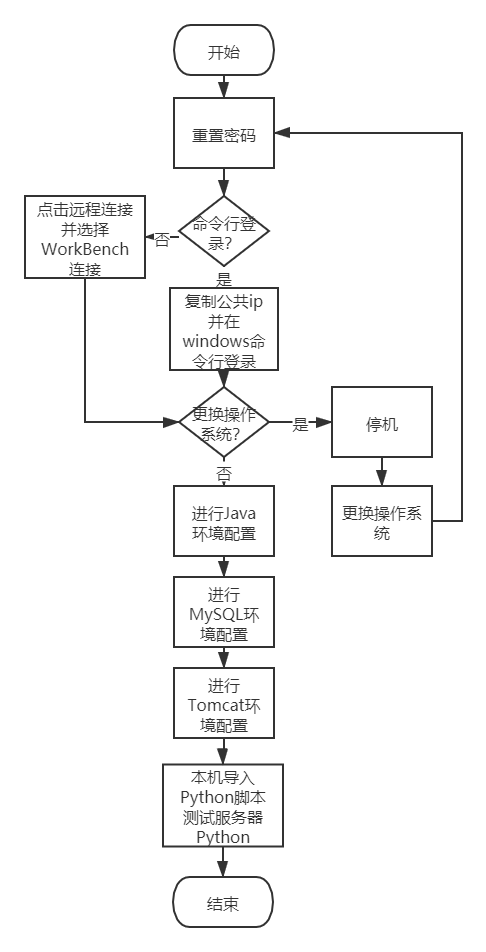 开始
重置密码
命令行登
录?
否
点击远程连接
并选择
WorkBench
连接
是
复制公共ip
并在
windows命
令行登录
更换操作
系统?
是
停机
更换操作系
统
否
进行Java
环境配置
进行
MySQL环
境配置
进行
Tomcat环
境配置
本机导入
Python脚本
测试服务器
Python
结束